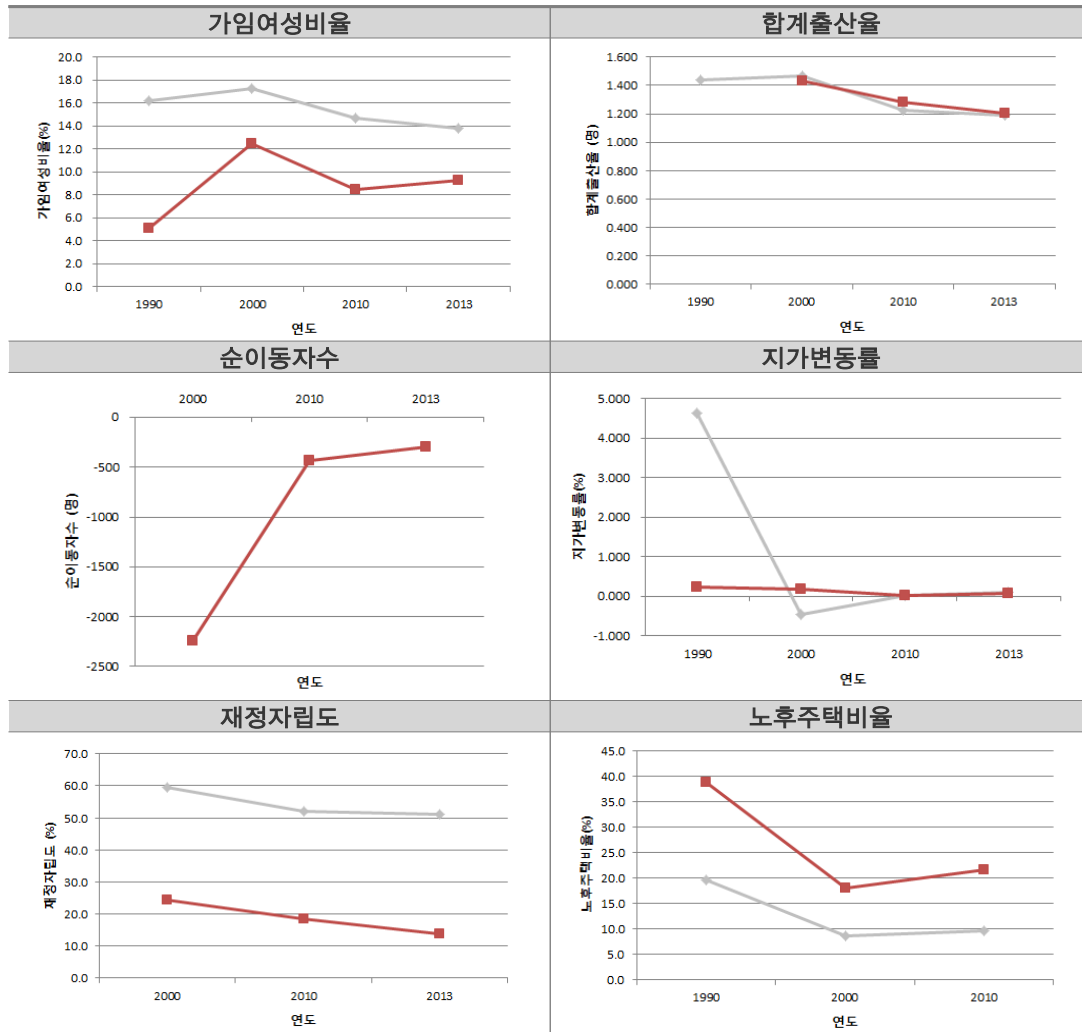 가임여성비율
20.0
18.0
16.0
14.0
12.0
10.0
8.0
6.0
4.0
2.0
0.0
가임여성비율(%)
1990 2000 2010 2013
연도
합계출산율
1.600
1.400
1.200
1.000
0.800
0.600
0.400
0.200
0.000
합계출산율 (명)
1990 2000 2010 2013
연도
순이동자수
2000 2010 2013
0
-500
-1000
-1500
-2000
-2500
순이동자수 (명)
연도
지가변동률
5.000
4.000
3.000
2.000
1.000
0.000
-1.000
지가변동률(%)
1990 2000 2010 2013
연도
재정자립도
70.0
60.0
50.0
40.0
30.0
20.0
10.0
0.0
재정자립도 (%)
2000 2010 2013
연도
노후주택비율
45.0
40.0
35.0
30.0
25.0
20.0
15.0
10.0
5.0
0.0
노후주택비율(%)
1990 2000 2010
연도